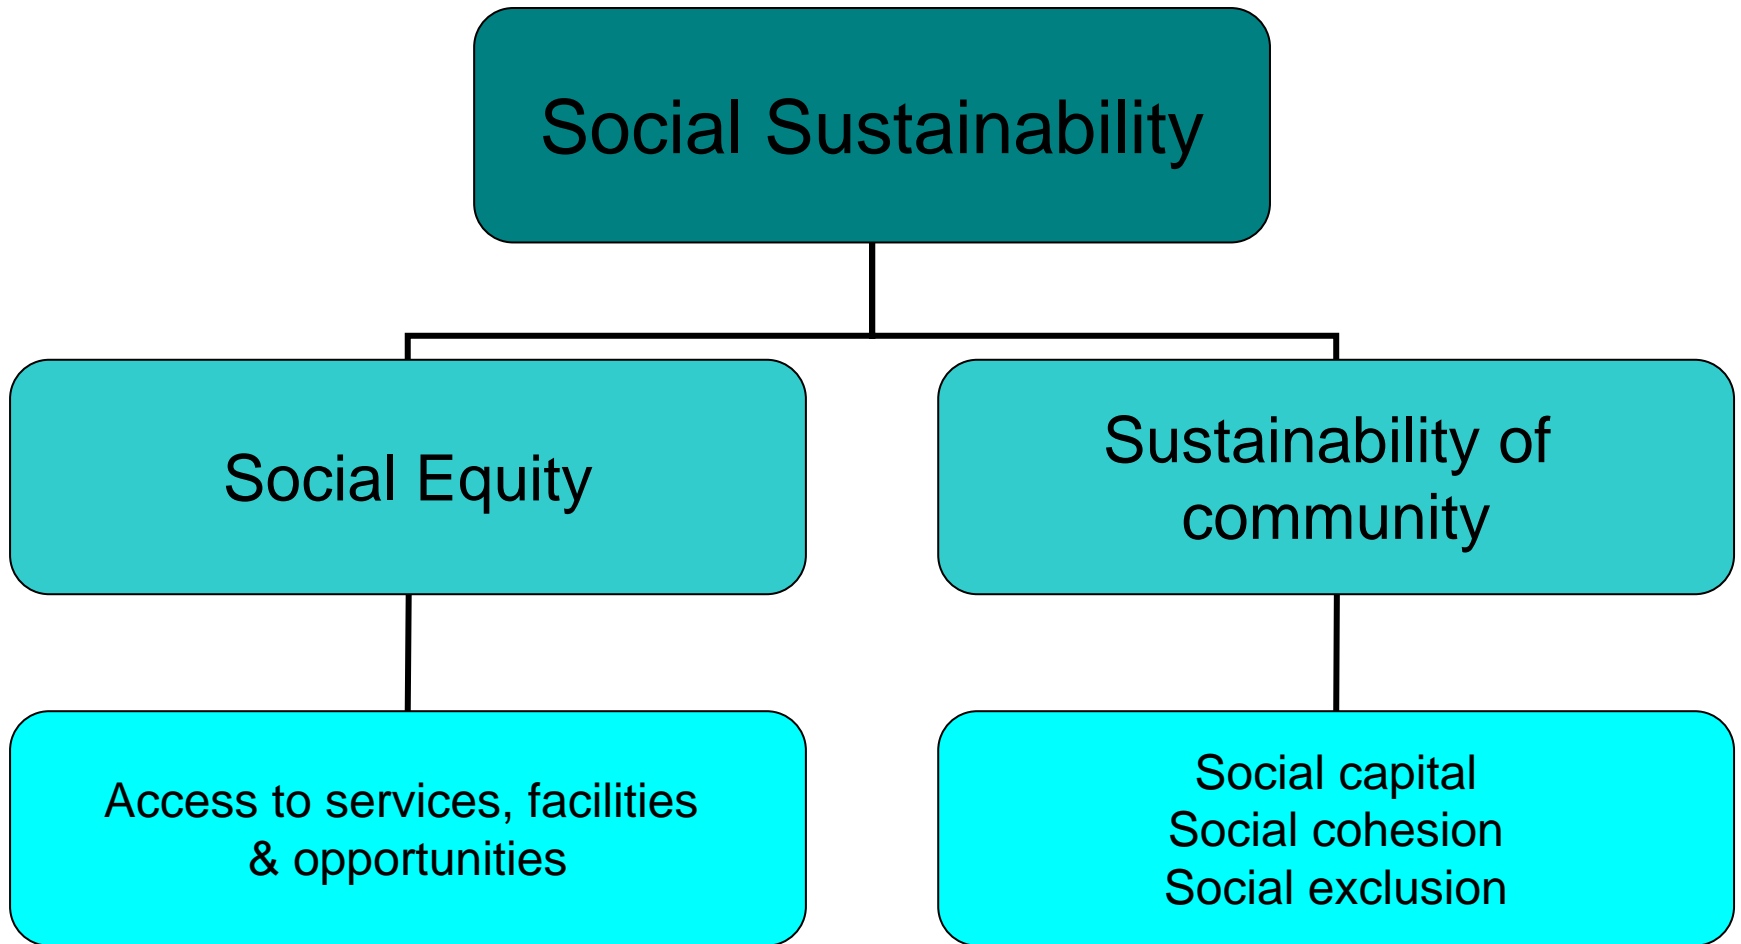 Social Sustainability
Social Equity
Sustainability of
community
Access to services, facilities
& opportunities
Social capital
Social cohesion
Social exclusion